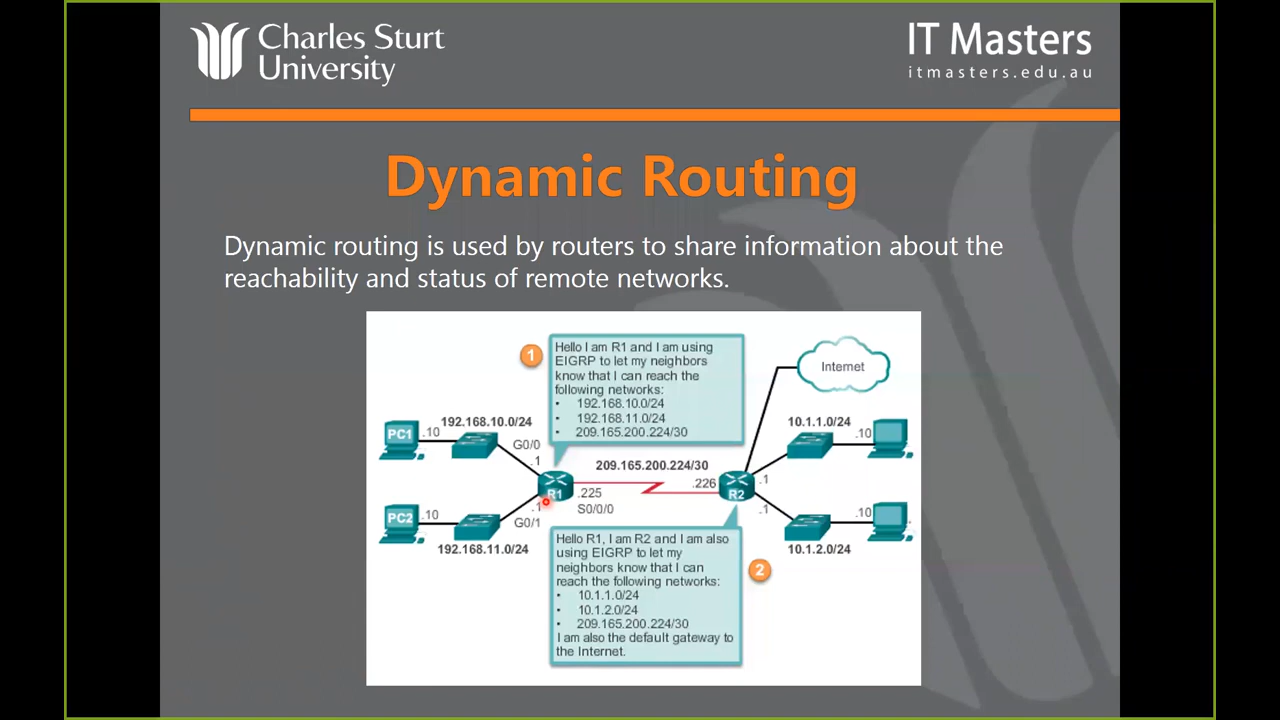 Charles Sturt
University
IT Masters
itmasters.edu.au
Dynamic Routing
Dynamic routing is used by routers to share information about the
reachability and status of remote networks.
1
Hello I am R1 and I am using
EIGRP to let my neighbors
know that I can reach the
following networks:
• 192.168.10.0/24
• 192.168.11.0/24
• 209.165.200.224/30
Internet
192.168.10.0/24
10.1.1.0/24
PC1
.10
G0/0
.1
.10
209.165.200.224/30
R1
.225
.226
R2
.1
S0/0/0
.1
.1
PC2
.10
G0/1
.10
192.168.11.0/24
10.1.2.0/24
Hello R1, I am R2 and I am also
using EIGRP to let my
neighbors know that I can
reach the following networks:
• 10.1.1.0/24
• 10.1.2.0/24
• 209.165.200.224/30
I am also the default gateway to
the Internet.
2